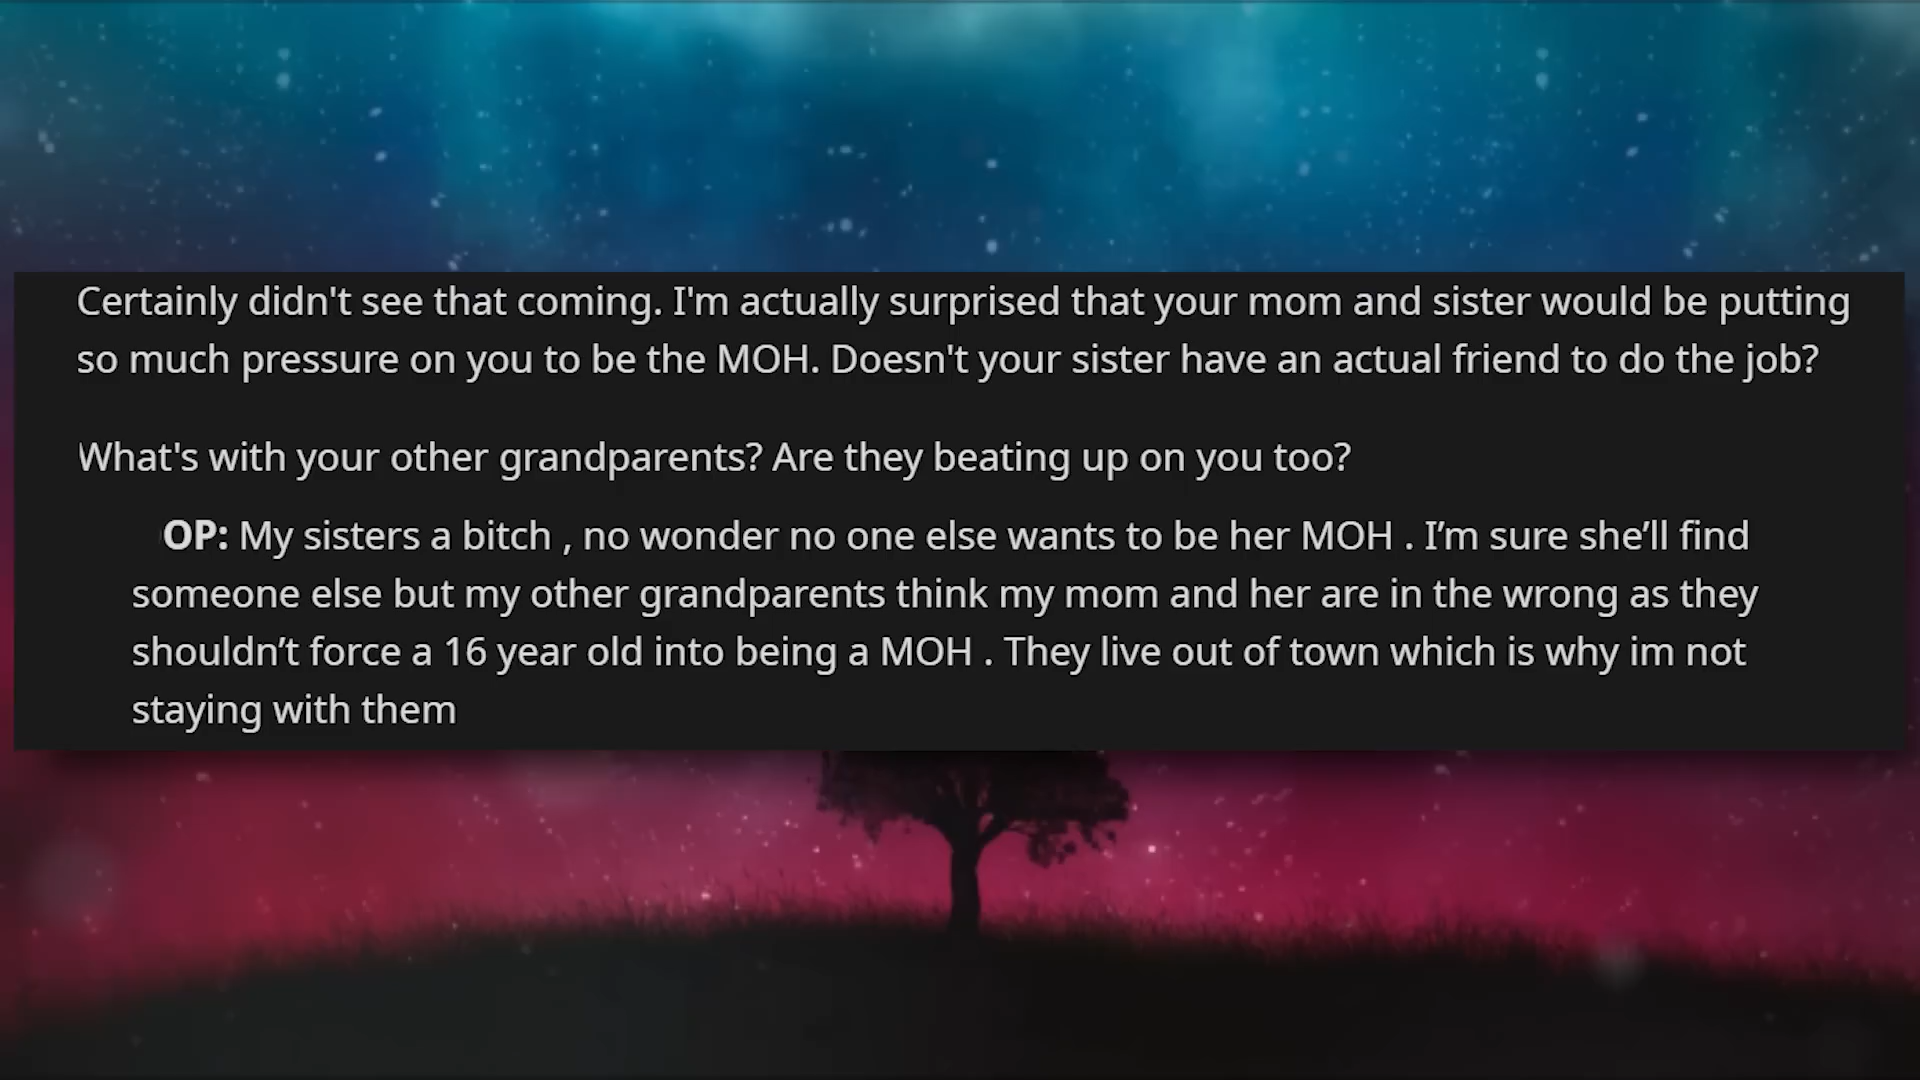 Certainly didn't see that coming. I'm actually surprised that your mom and sister would be putting
so much pressure on you to be the MOH. Doesn't your sister have an actual friend to do the job?
What's with your other grandparents? Are they beating up on you too?
OP: My sisters a bitch , no wonder no one else wants to be her MOH . I’m sure she’ll find
someone else but my other grandparents think my mom and her are in the wrong as they
shouldn’t force a 16 year old into being a MOH . They live out of town which is why im not
staying with them